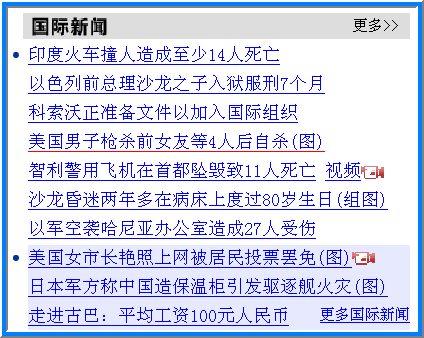 国际新闻 更多>>
印度火车撞人造成至少14人死亡
以色列前总理沙龙之子入狱服刑7个月
科索沃正准备文件以加入国际组织
美国男子枪杀前女友等4人后自杀(图)
智利警用飞机在首都坠毁致11人死亡 视频
沙龙昏迷两年多在病床上度过80岁生日(组图)
以军空袭哈尼亚办公室造成27人受伤
美国女市长艳照上网被居民投票罢免(图)
日本军方称中国造保温柜引发驱逐舰火灾(图)
走进古巴：平均工资100元人民币 更多国际新闻